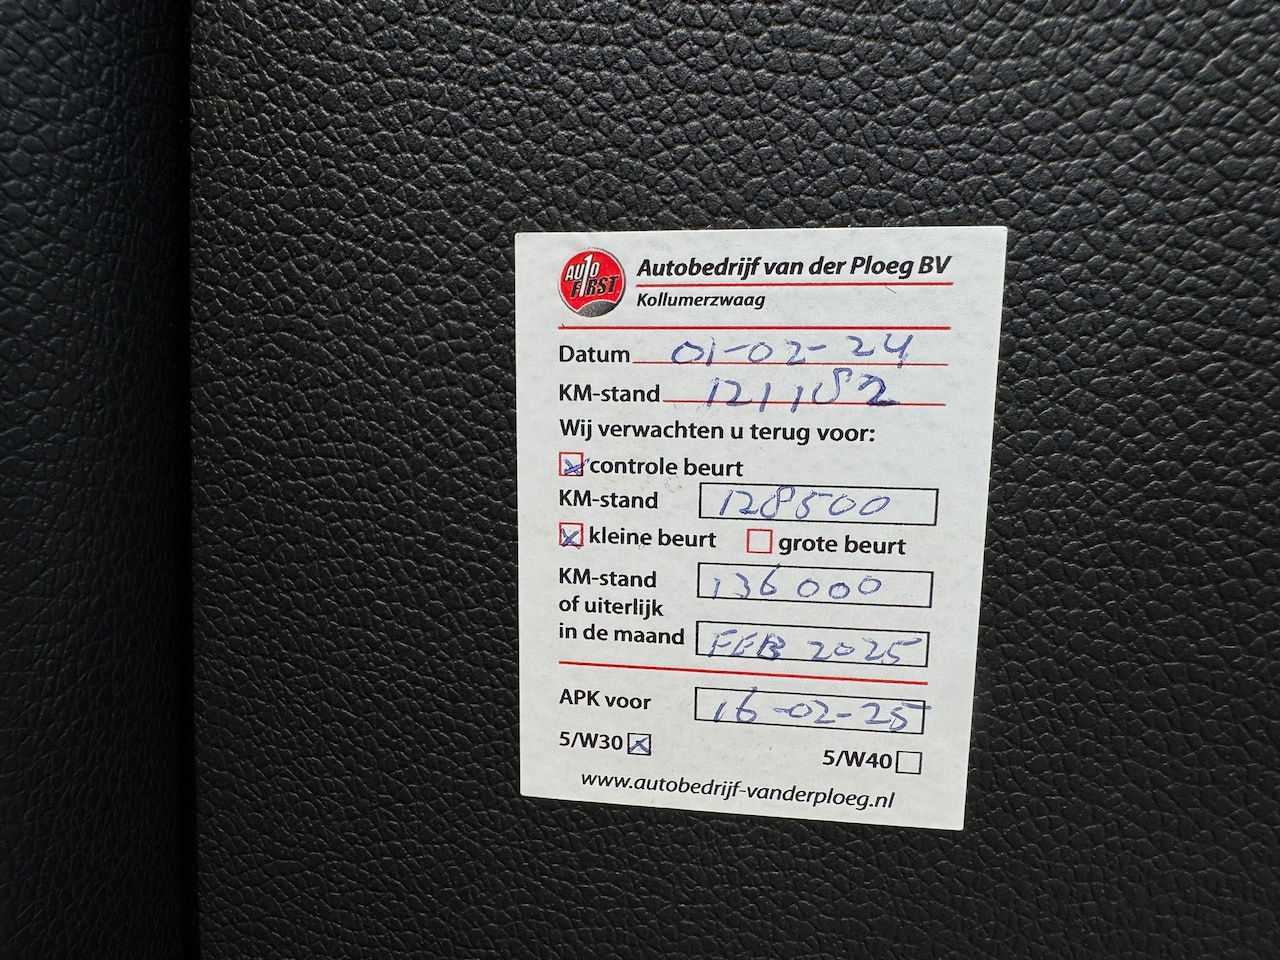 AUTO FIRST
Autobedrijf van der Ploeg BV
Kollumerzwaag
Datum 01-02-24
KM-stand 121182
Wij verwachten u terug voor:
controle beurt
KM-stand 128500
kleine beurt grote beurt
KM-stand 136000
of uiterlijk
in de maand FEB 2025
APK voor 16-02-25
5/W30 5/W40
www.autobedrijf-vanderploeg.nl